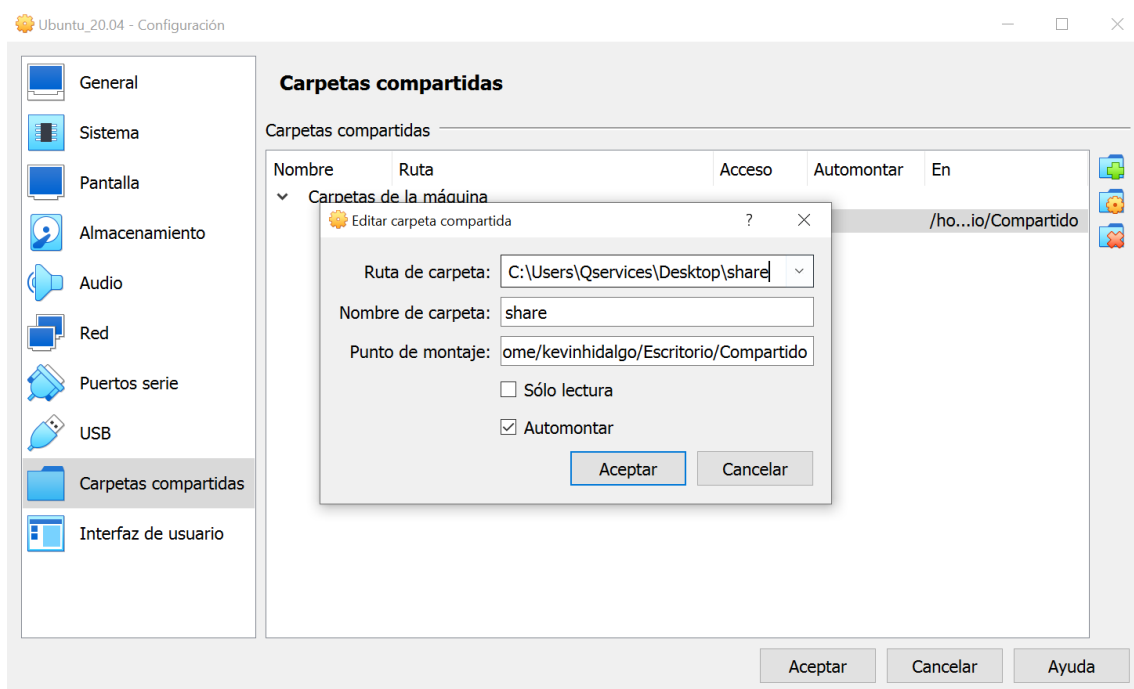 Ubuntu_20.04 - Configuración
General
Sistema
Pantalla
Almacenamiento
Audio
Red
Puertos serie
USB
Carpetas compartidas
Interfaz de usuario
Carpetas compartidas
Carpetas compartidas
Nombre Ruta Acceso Automontar En
Carpetas de la máquina
/ho...io/Compartido
Editar carpeta compartida ?
Ruta de carpeta: C:\Users\Qservices\Desktop\share
Nombre de carpeta: share
Punto de montaje: ome/kevinhidalgo/Escritorio/Compartido
Sólo lectura
Automontar
Aceptar Cancelar
Aceptar Cancelar Ayuda